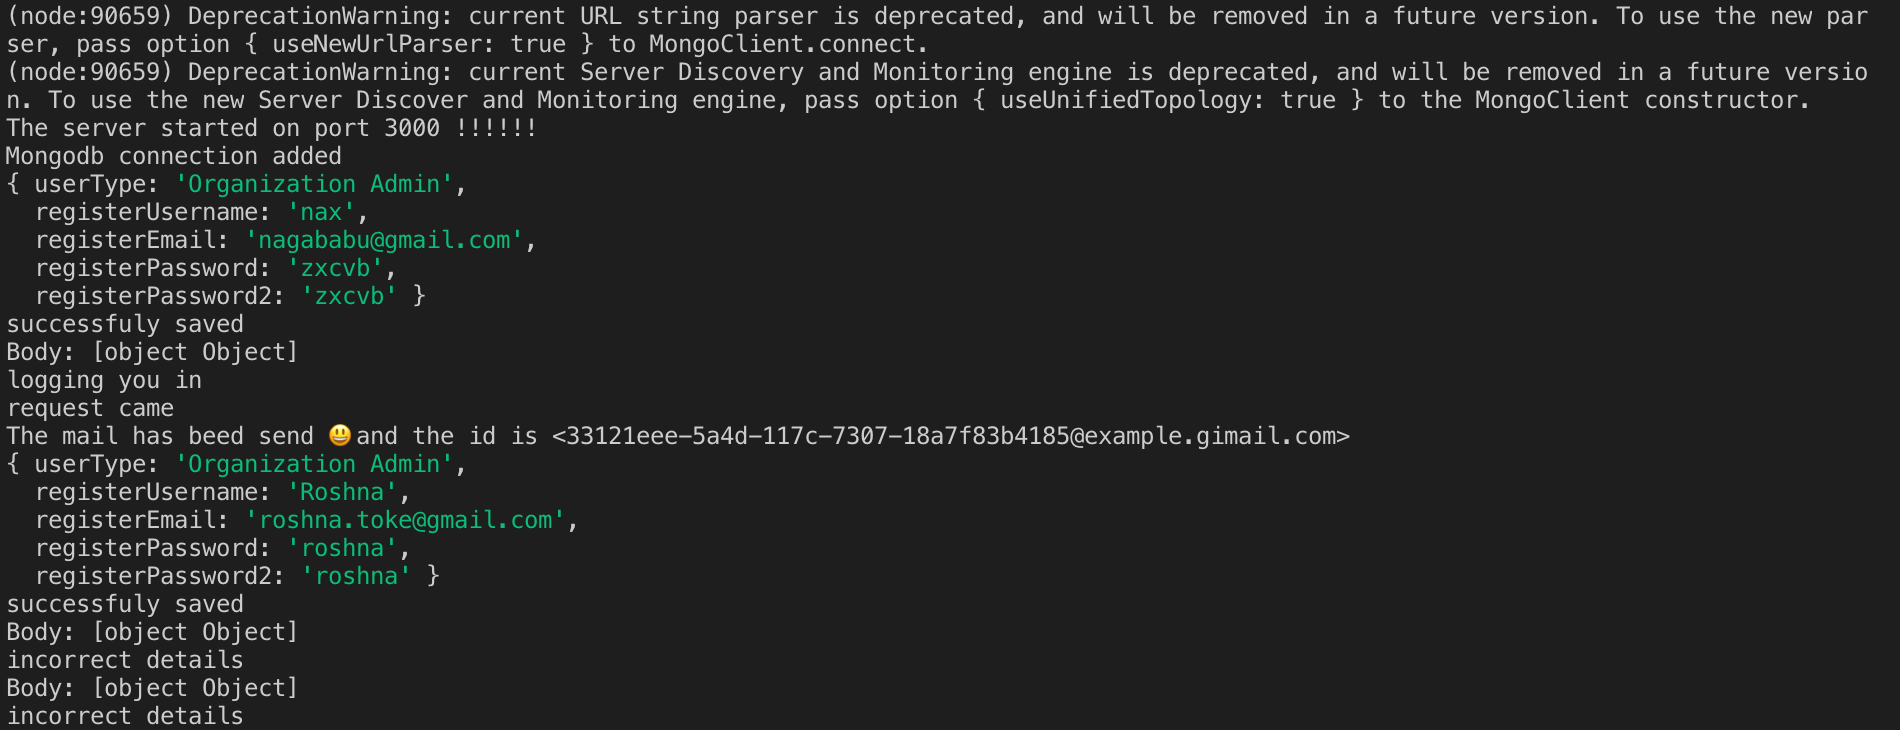 (node:90659) DeprecationWarning: current URL string parser is deprecated, and will be removed in a future version. To use the new par
ser, pass option { useNewUrlParser: true } to MongoClient.connect.
(node:90659) DeprecationWarning: current Server Discovery and Monitoring engine is deprecated, and will be removed in a future versio
n. To use the new Server Discover and Monitoring engine, pass option { useUnifiedTopology: true } to the MongoClient constructor.
The server started on port 3000 !!!!!!
Mongodb connection added
{ userType: 'Organization Admin',
  registerUsername: 'nax',
  registerEmail: 'nagababu@gmail.com',
  registerPassword: 'zxcvb',
  registerPassword2: 'zxcvb' }
successfuly saved
Body: [object Object]
logging you in
request came
The mail has beed send 😃and the id is <33121eee-5a4d-117c-7307-18a7f83b4185@example.gimail.com>
{ userType: 'Organization Admin',
  registerUsername: 'Roshna',
  registerEmail: 'roshna.toke@gmail.com',
  registerPassword: 'roshna',
  registerPassword2: 'roshna' }
successfuly saved
Body: [object Object]
incorrect details
Body: [object Object]
incorrect details